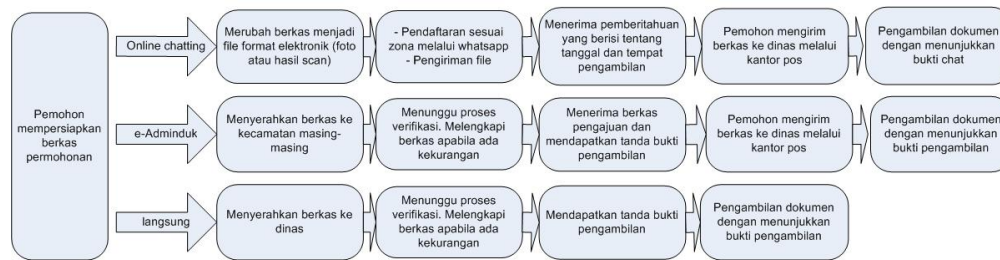 Pemohon
mempersiapkan
berkas
permohonan
Online chatting
Merubah berkas menjadi
file format elektronik (foto
atau hasil scan)
- Pendaftaran sesuai
zona melalui whatsapp
- Pengiriman file
Menerima pemberitahuan
yang berisi tentang
tanggal dan tempat
pengambilan
Pemohon mengirim
berkas ke dinas melalui
kantor pos
Pengambilan dokumen
dengan menunjukkan
bukti chat
e-Adminduk
Menyerahkan berkas ke
kecamatan masing-
masing
Menunggu proses
verifikasi. Melengkapi
berkas apabila ada
kekurangan
Menerima berkas
pengajuan dan
mendapatkan tanda bukti
pengambilan
Pemohon mengirim
berkas ke dinas melalui
kantor pos
Pengambilan dokumen
dengan menunjukkan
bukti pengambilan
langsung
Menyerahkan berkas ke
dinas
Menunggu proses
verifikasi. Melengkapi
berkas apabila ada
kekurangan
Mendapatkan tanda bukti
pengambilan
Pengambilan dokumen
dengan menunjukkan
bukti pengambilan